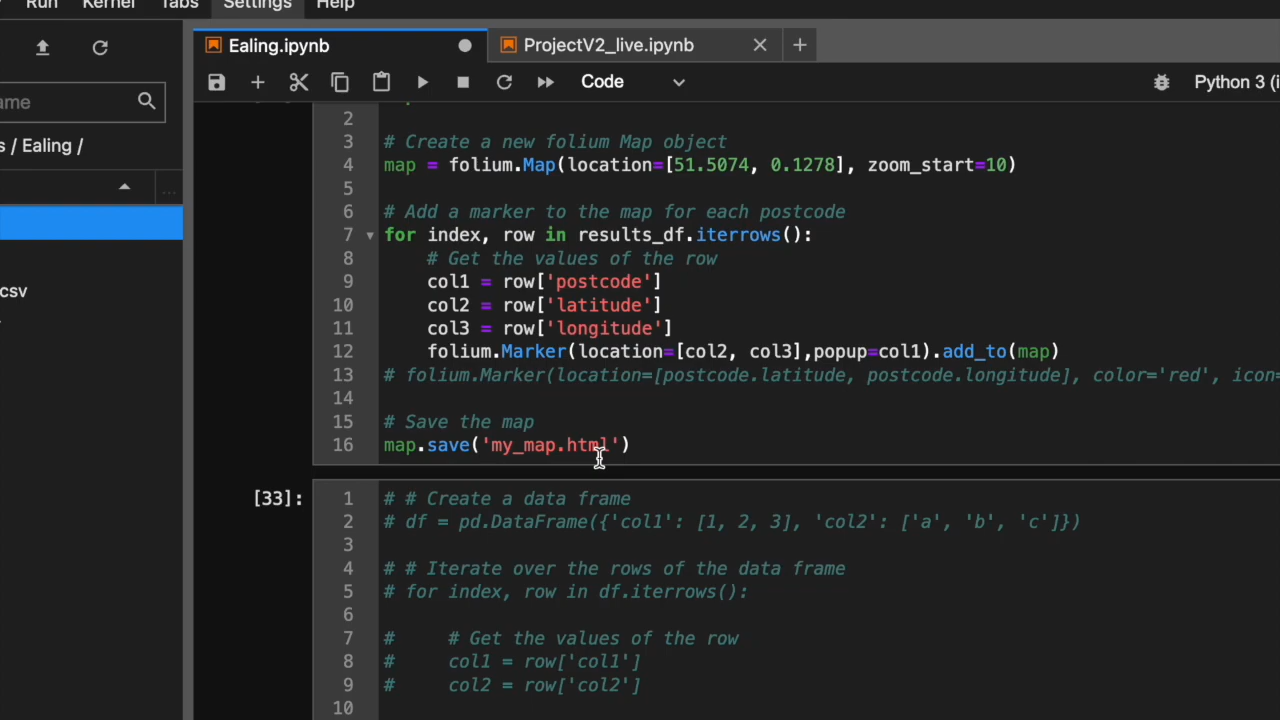 Run Kernel Tabs Settings Help
Ealing.ipynb ProjectV2_live.ipynb
Code Python 3 (i
ame
s / Ealing /
...
csv
2
3 # Create a new folium Map object
4 map = folium.Map(location=[51.5074, 0.1278], zoom_start=10)
5
6 # Add a marker to the map for each postcode
7 for index, row in results_df.iterrows():
8 # Get the values of the row
9 col1 = row['postcode']
10 col2 = row['latitude']
11 col3 = row['longitude']
12 folium.Marker(location=[col2, col3],popup=col1).add_to(map)
13 # folium.Marker(location=[postcode.latitude, postcode.longitude], color='red', icon=
14
15 # Save the map
16 map.save('my_map.html')
[33]:
1 # # Create a data frame
2 # df = pd.DataFrame({'col1': [1, 2, 3], 'col2': ['a', 'b', 'c']})
3
4 # # Iterate over the rows of the data frame
5 # for index, row in df.iterrows():
6
7 # # Get the values of the row
8 # col1 = row['col1']
9 # col2 = row['col2']
10